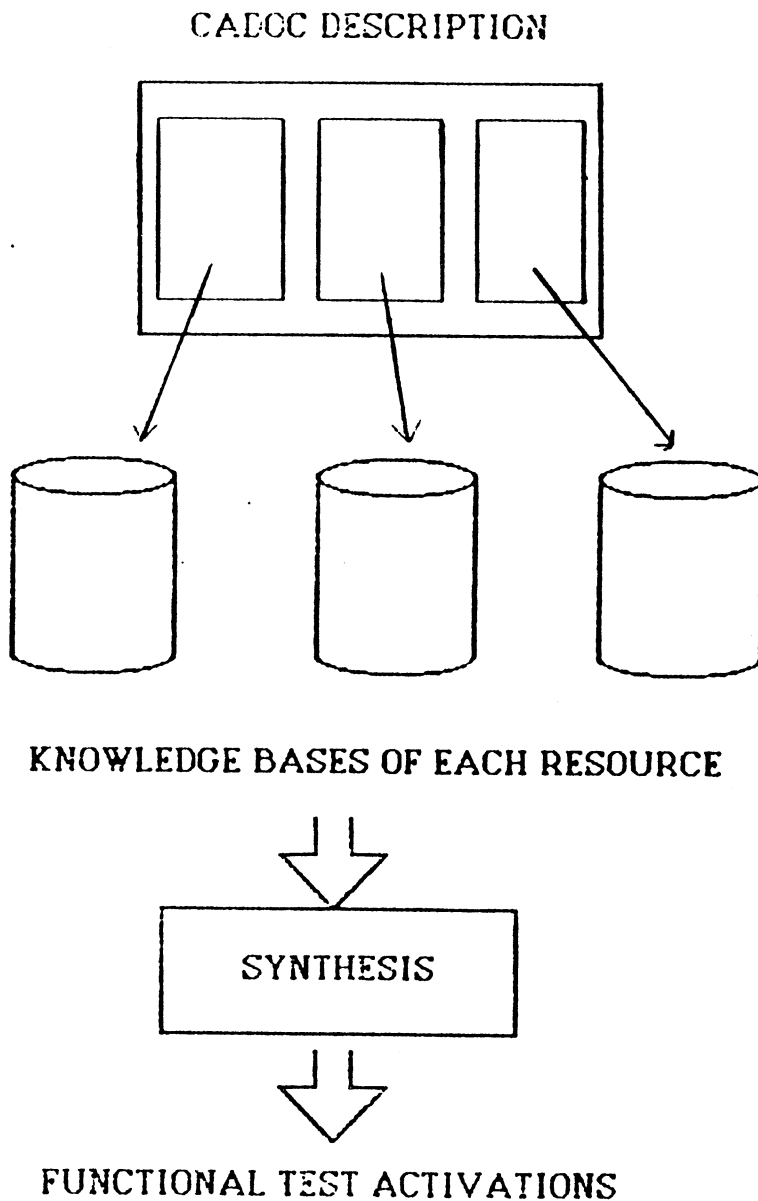 CADOC DESCRIPTION
KNOWLEDGE BASES OF EACH RESOURCE
SYNTHESIS
FUNCTIONAL TEST ACTIVATIONS